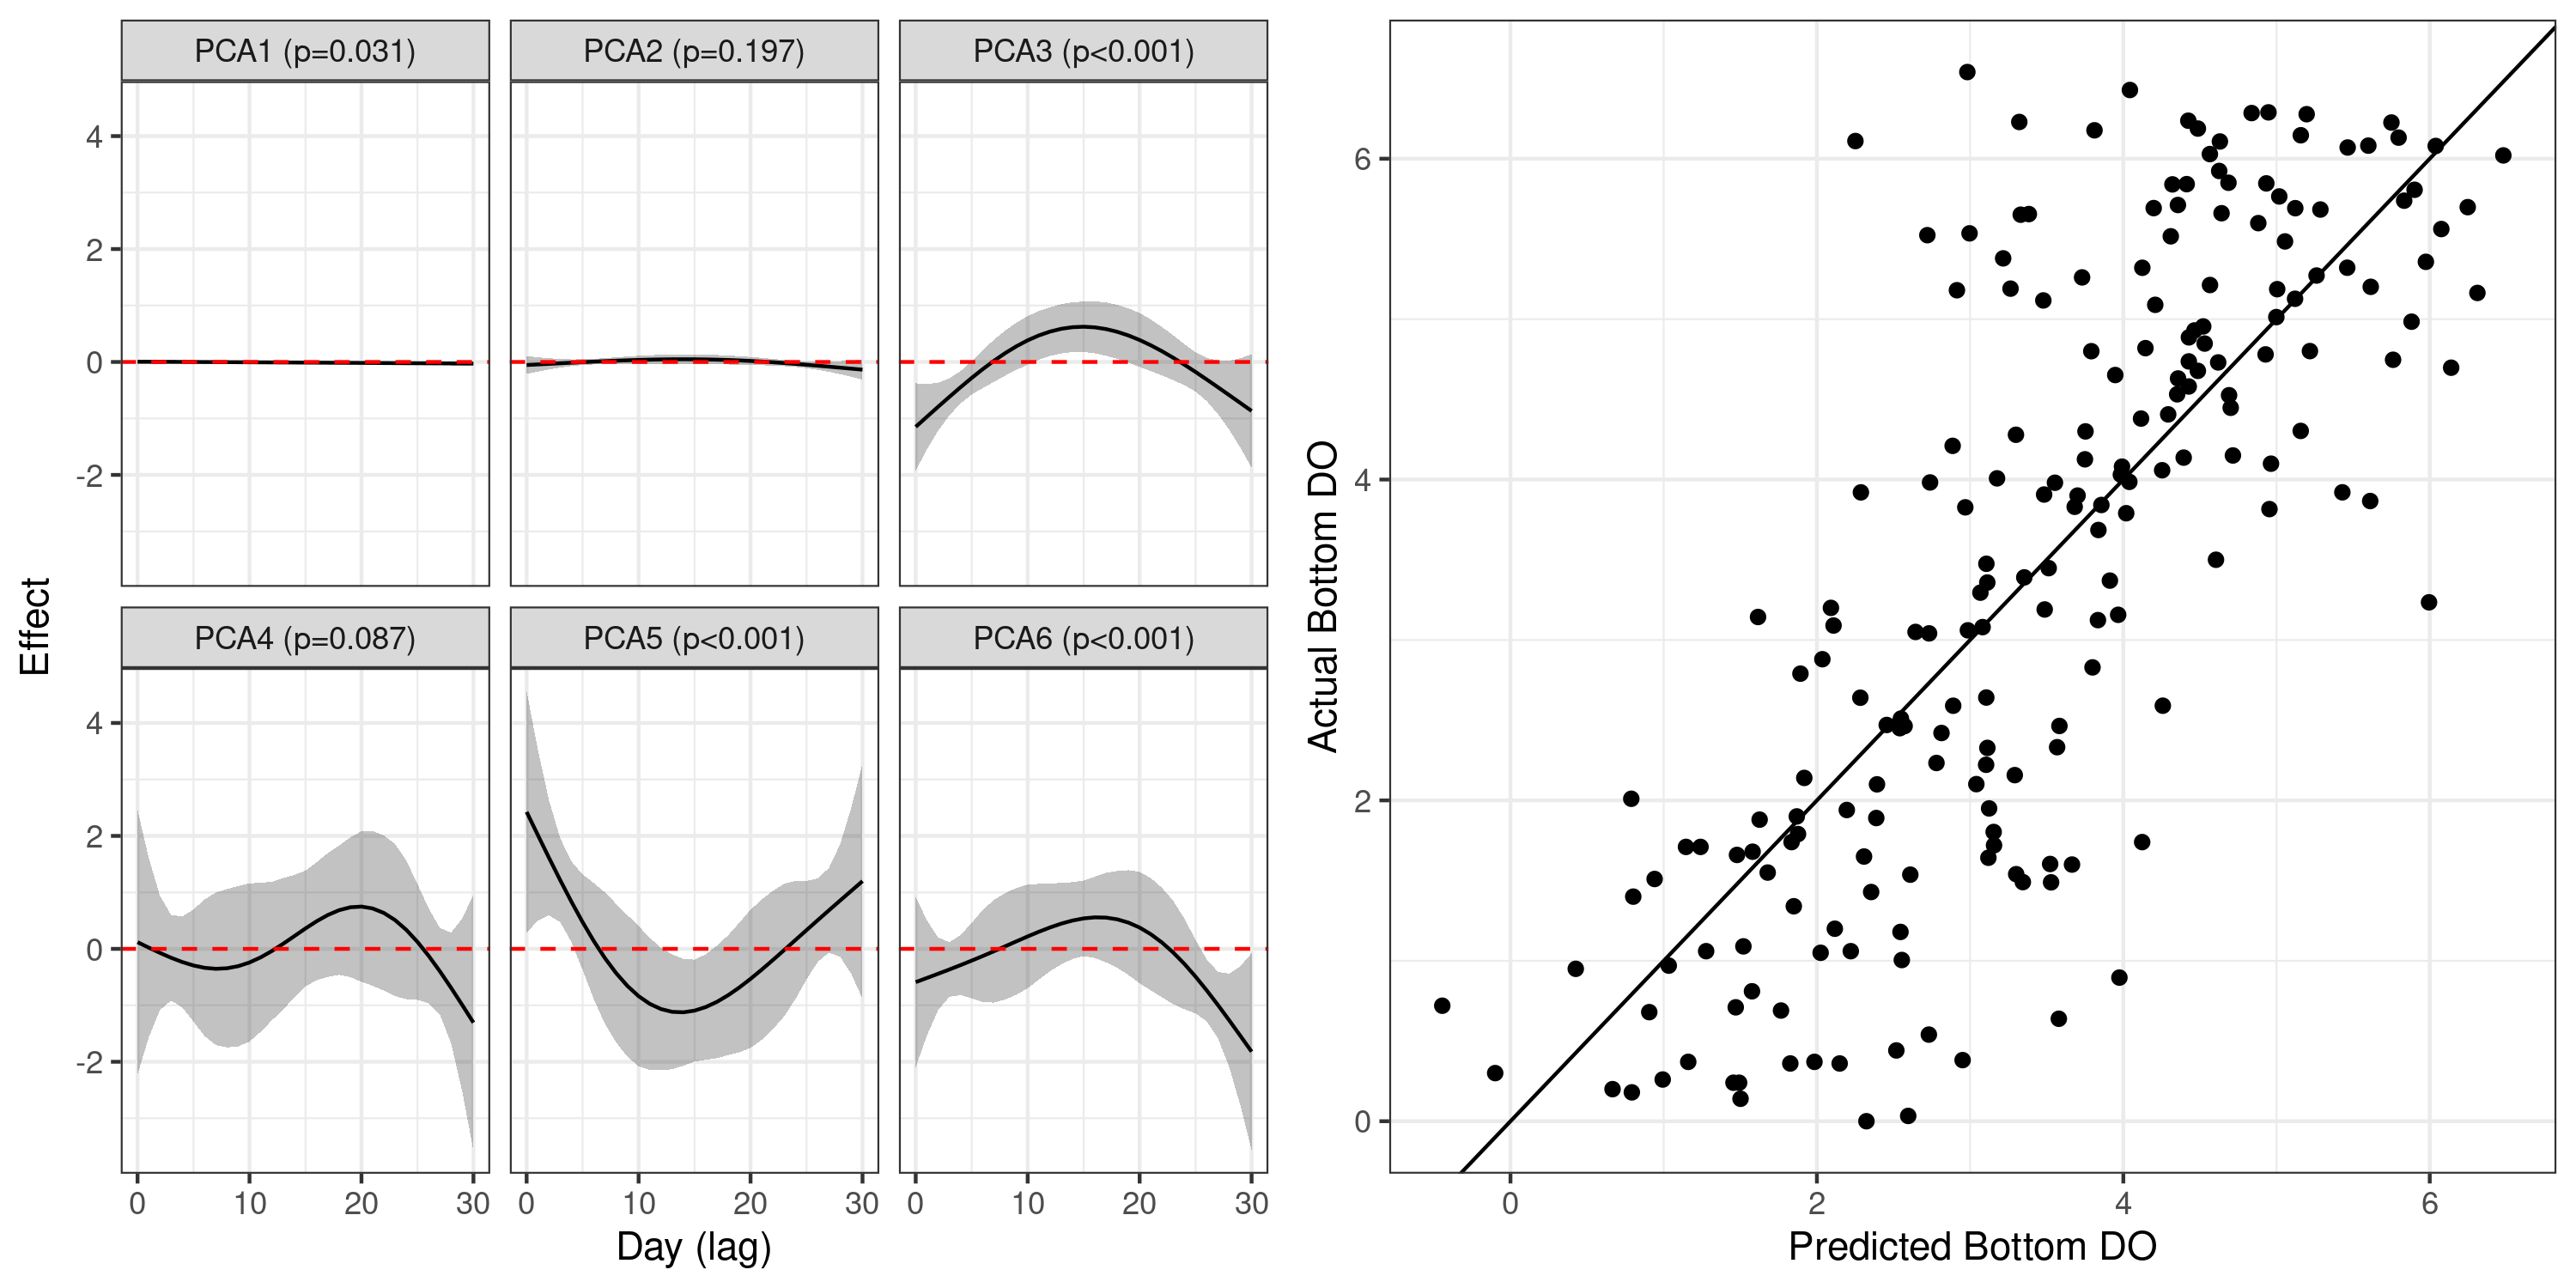 PCA1 (p=0.031)
PCA2 (p=0.197)
PCA3 (p<0.001)
4
2
0
-2
PCA4 (p=0.087)
PCA5 (p<0.001)
PCA6 (p<0.001)
4
2
0
-2
0 10 20 30
0 10 20 30
0 10 20 30
Effect
Day (lag)
6
4
2
0
0 2 4 6
Actual Bottom DO
Predicted Bottom DO